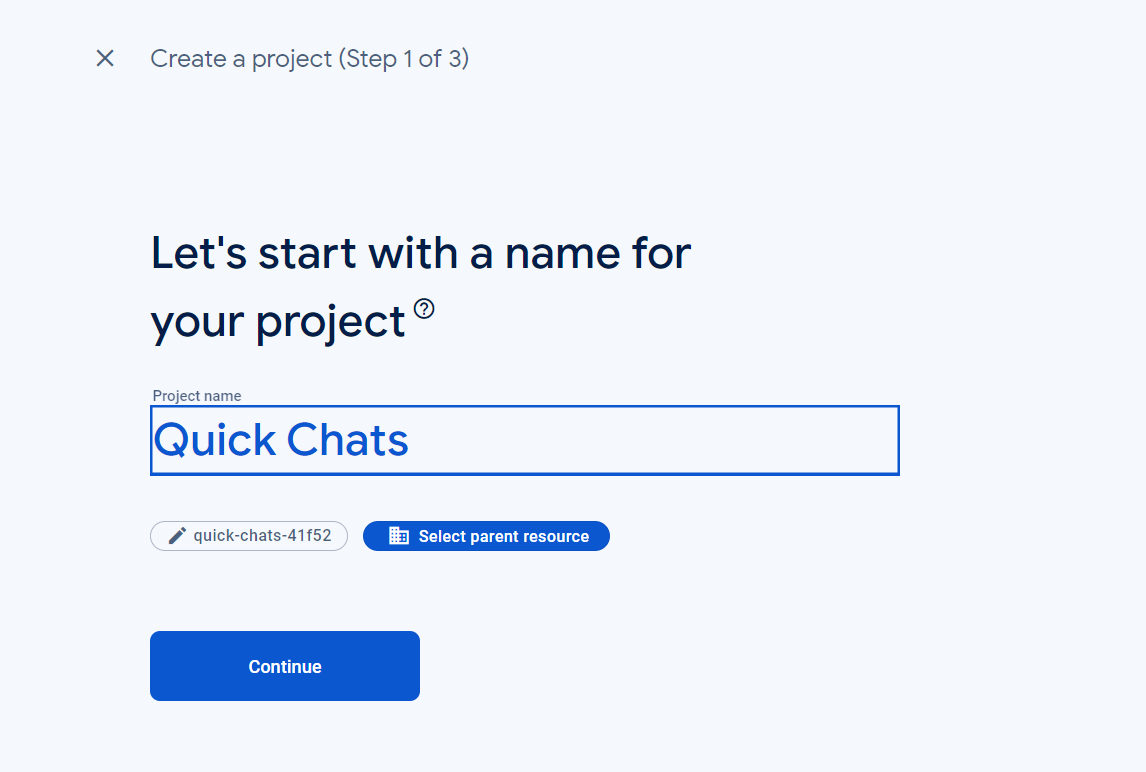 Create a project (Step 1 of 3)
Let's start with a name for
your project
Project name
Quick Chats
quick-chats-41f52
Select parent resource
Continue